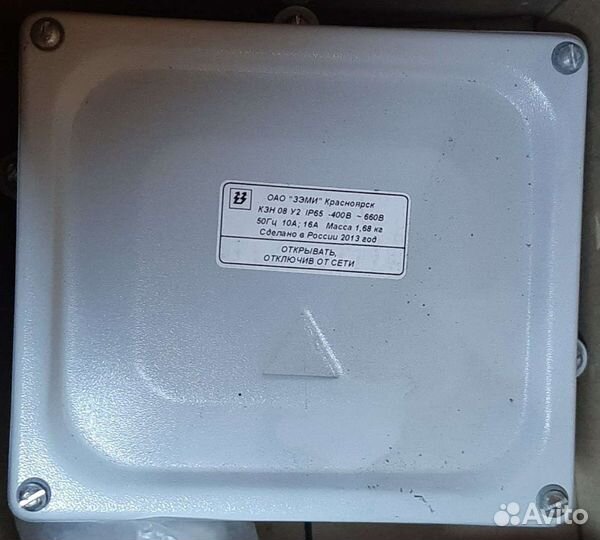 ОАО "ЗЭМИ" Красноярск
КЗН 08 У2 IP65 -400В ~ 660В
50Гц 10А; 16А Масса 1,68 кг
Сделано в России 2013 год
ОТКРЫВАТЬ,
ОТКЛЮЧИВ ОТ СЕТИ
Avito